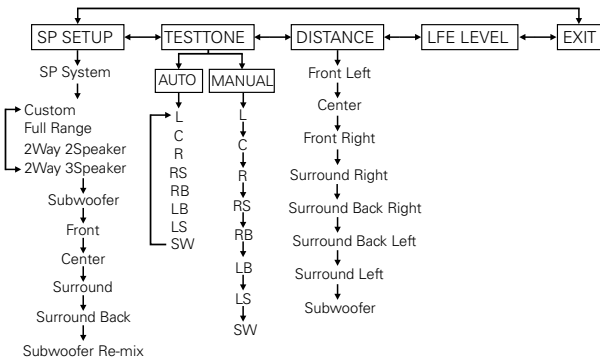 SP SETUP
TESTTONE
DISTANCE
LFE LEVEL
EXIT
SP System
Custom
Full Range
2Way 2Speaker
2Way 3Speaker
Subwoofer
Front
Center
Surround
Surround Back
Subwoofer Re-mix
AUTO
L
C
R
RS
RB
LB
LS
SW
MANUAL
L
C
R
RS
RB
LB
LS
SW
Front Left
Center
Front Right
Surround Right
Surround Back Right
Surround Back Left
Surround Left
Subwoofer